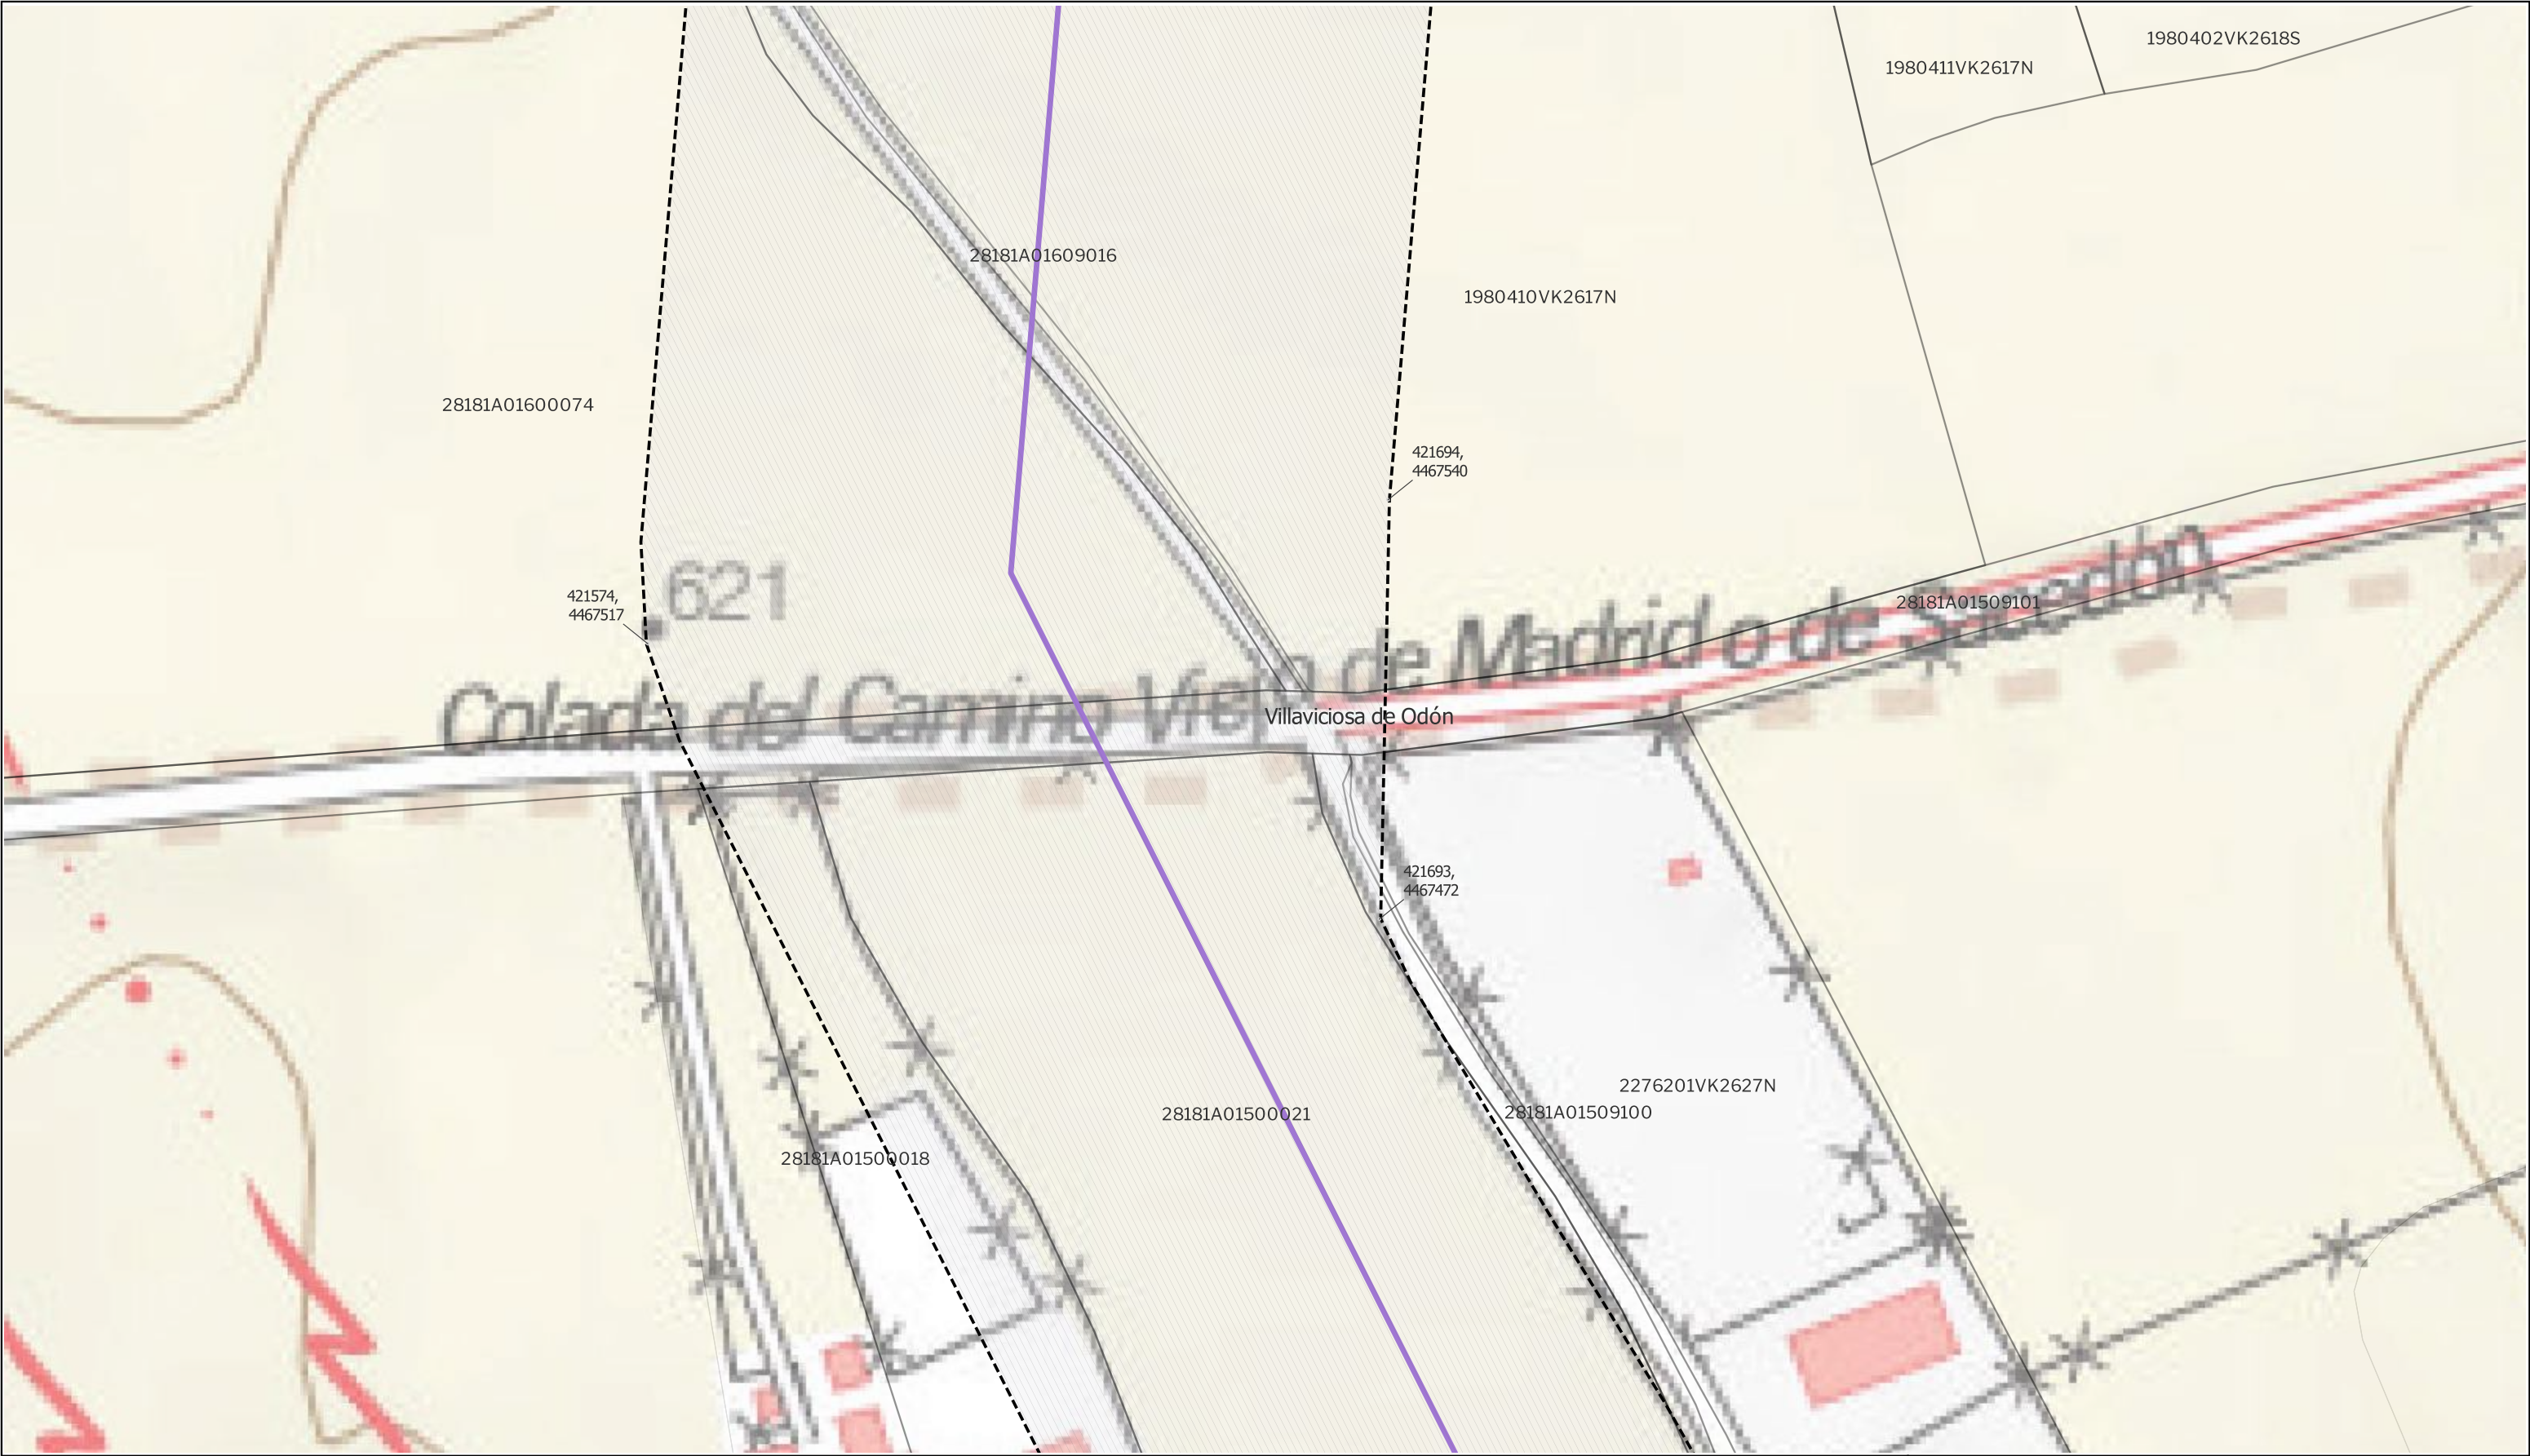 1980402VK2618S
1980411VK2617N
28181A01609016
1980410VK2617N
28181A01600074
421694,
4467540
621
421574,
4467517
28181A01509101
Colada del Camino Viejo de Madrid o de Sacedón
Villaviciosa de Odón
421693,
4467472
2276201VK2627N
28181A01509100
28181A01500021
28181A01500018